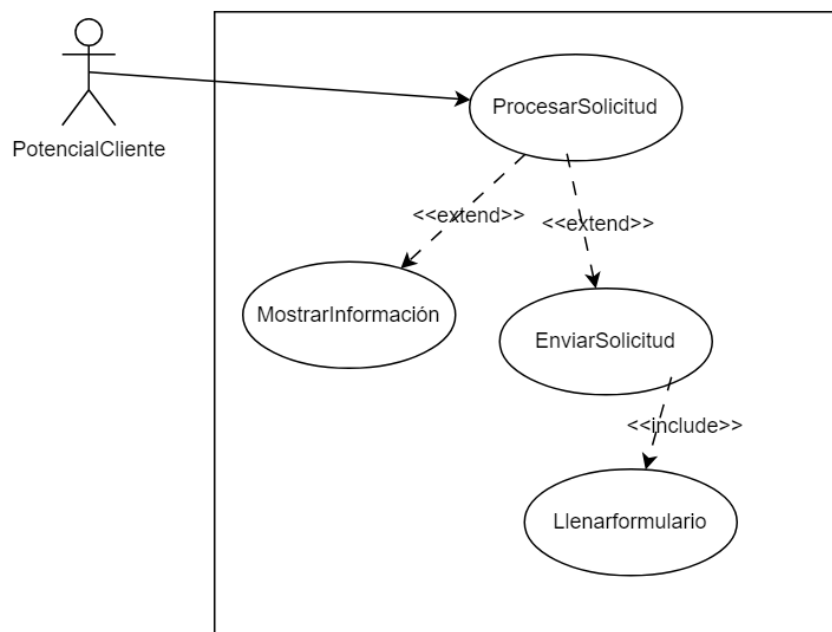 ProcesarSolicitud
PotencialCliente
<<extend>>
<<extend>>
MostrarInformación
EnviarSolicitud
<<include>>
Llenarformulario